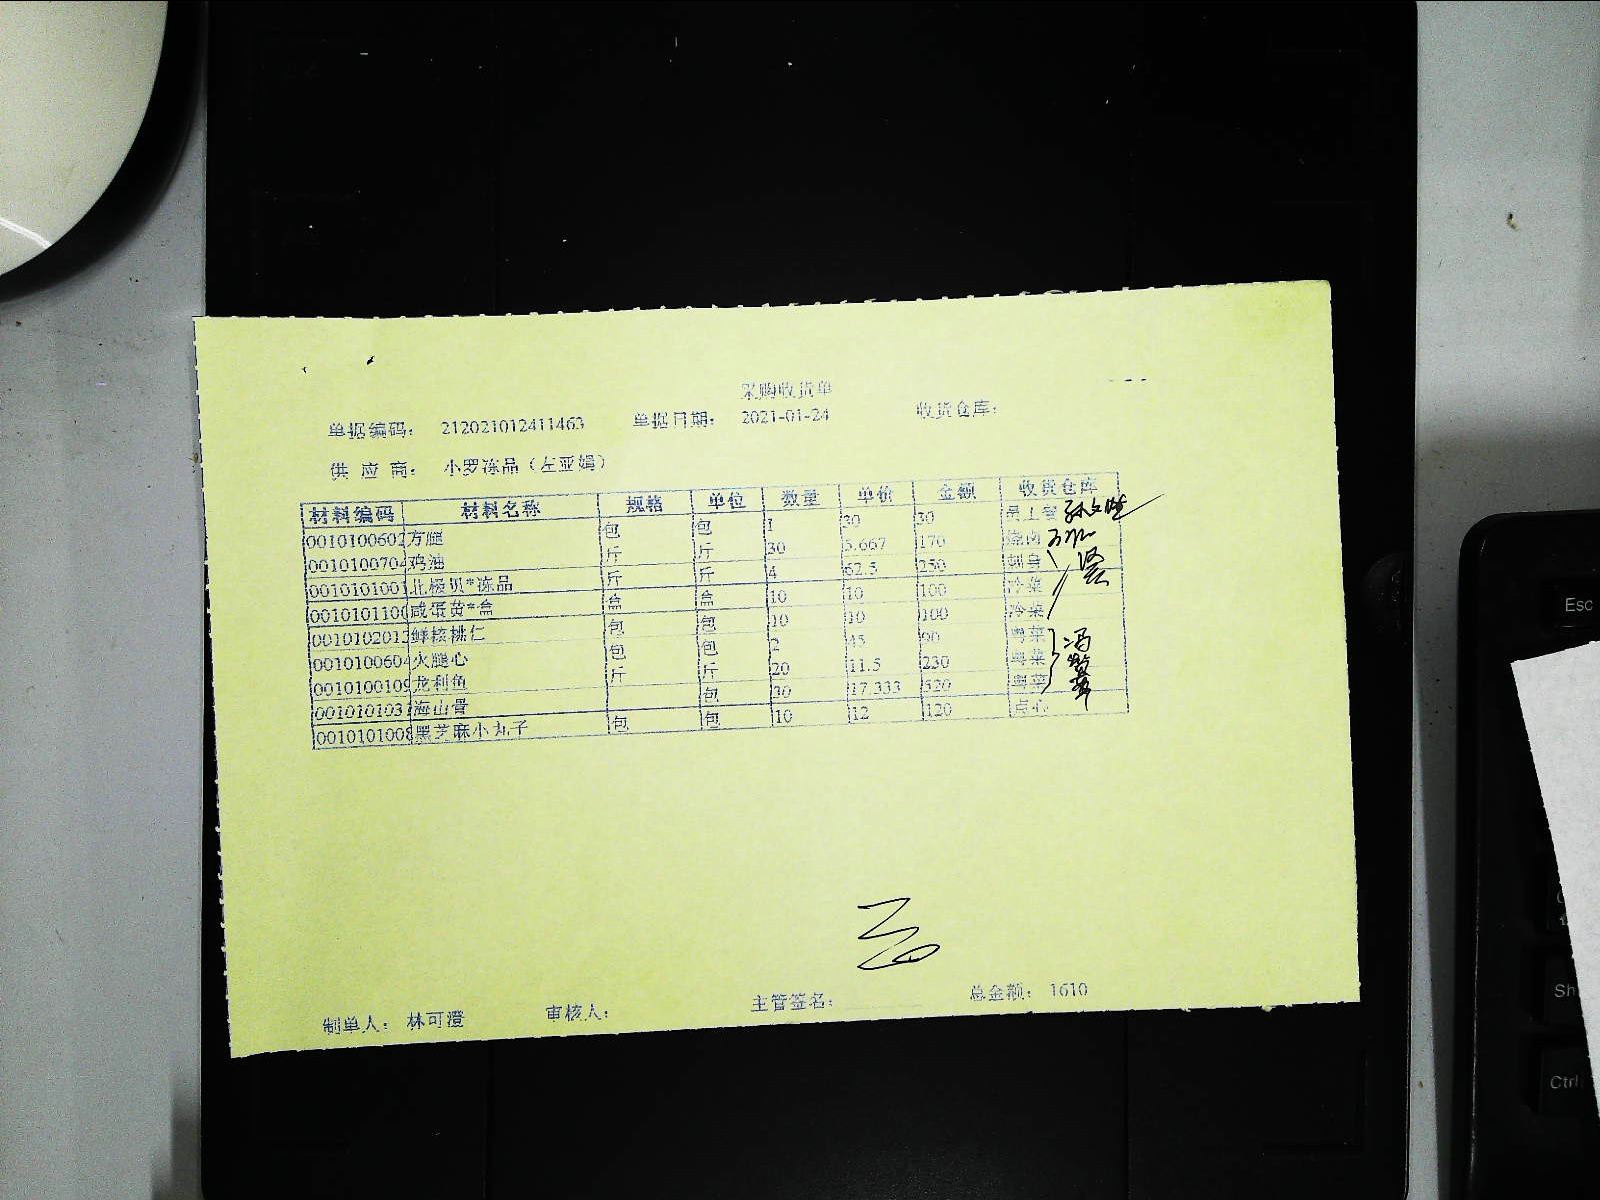 采购收货单
单据编码： 212021012411463 单据日期： 2021-01-24 收货仓库：
供 应 商： 小罗冻品（左亚娟）
材料编码 材料名称 规格 单位 数量 单价 金额 收货仓库
0010100602 方腿 包 包 1 30 30 员工餐
0010100704 鸡油 斤 斤 30 5.667 170 烧卤
0010101001 北极贝*冻品 斤 斤 4 62.5 250 刺身
0010101100 咸蛋黄*盒 盒 盒 10 10 100 冷菜
0010102013 鲜核桃仁 包 包 10 10 100 冷菜
0010100604 火腿心 包 包 2 45 90 粤菜
0010100109 龙利鱼 斤 斤 20 11.5 230 粤菜
0010101031 海山骨 包 30 17.333 520 粤菜
0010101008 黑芝麻小丸子 包 包 10 12 120 点心
制单人： 林可澄 审核人： 主管签名： 总金额： 1610
Esc
Sh
Ctrl